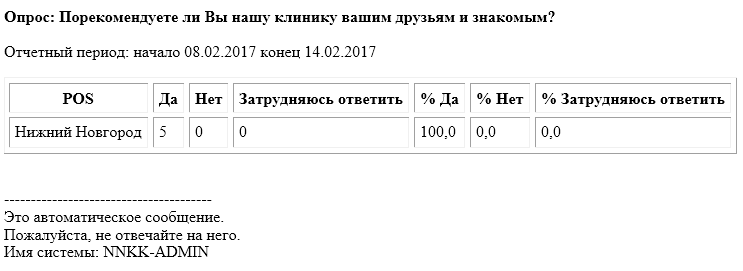 Опрос: Порекомендуете ли Вы нашу клинику вашим друзьям и знакомым?
Отчетный период: начало 08.02.2017 конец 14.02.2017
POS Да Нет Затрудняюсь ответить % Да % Нет % Затрудняюсь ответить
Нижний Новгород 5 0 0 100,0 0,0 0,0
---------------------------------------
Это автоматическое сообщение.
Пожалуйста, не отвечайте на него.
Имя системы: NNKK-ADMIN